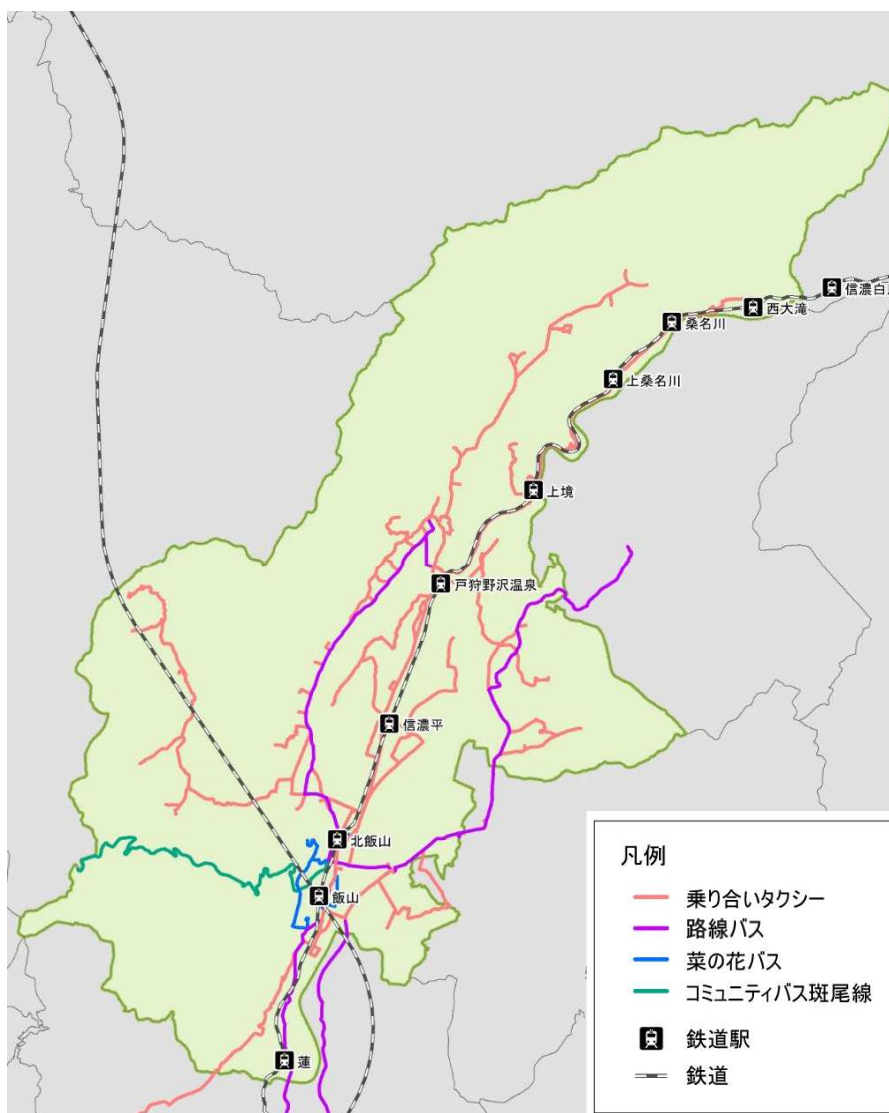 信濃白
西大滝
桑名川
上桑名川
上境
戸狩野沢温泉
信濃平
北飯山
飯山
蓮
凡例
乗り合いタクシー
路線バス
菜の花バス
コミュニティバス斑尾線
鉄道駅
鉄道